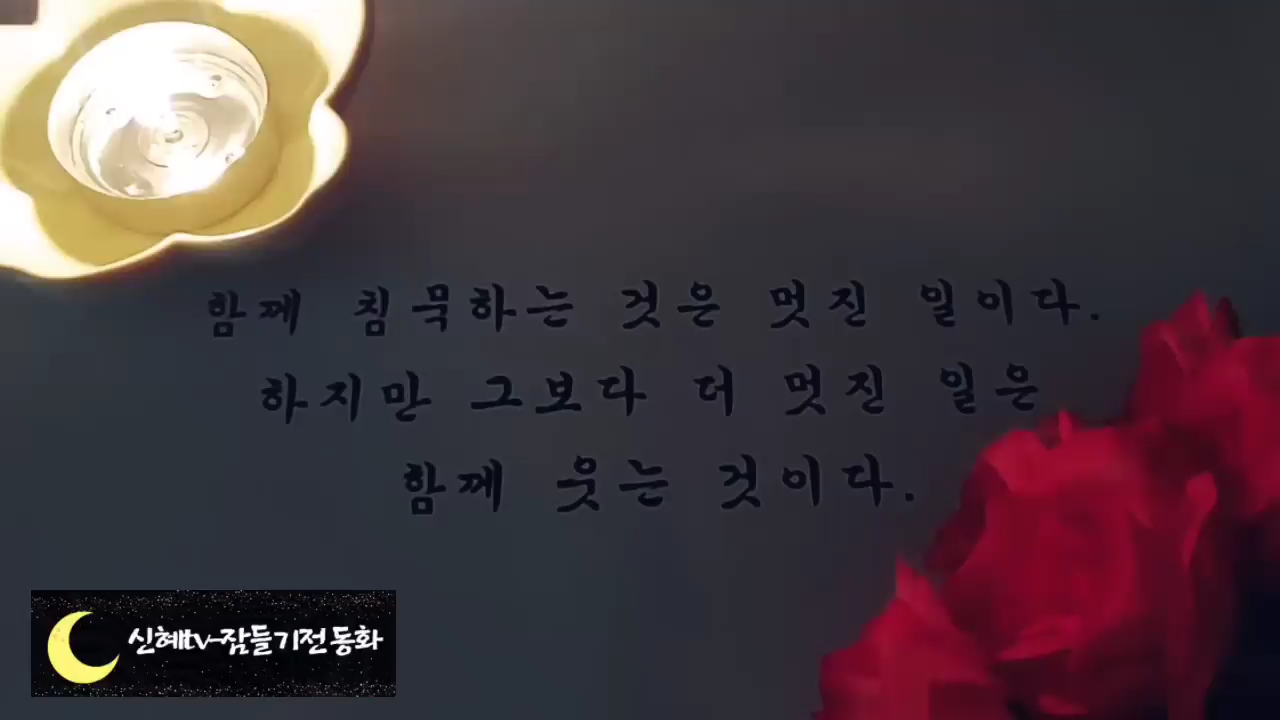 함께 침묵하는 것은 멋진 일이다.
하지만 그보다 더 멋진 일은
함께 웃는 것이다.
신혜tv-잠들기전 동화